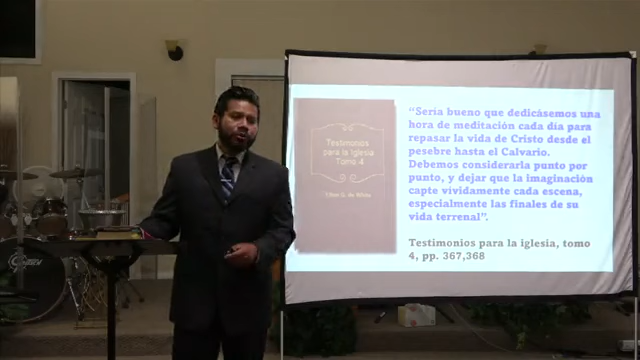 Testimonios
para la Iglesia
Tomo 4
Ellen G. de White
“Sería bueno que dedicásemos una
hora de meditación cada día para
repasar la vida de Cristo desde el
pesebre hasta el Calvario.
Debemos considerarla punto por
punto, y dejar que la imaginación
capte vívidamente cada escena,
especialmente las finales de su
vida terrenal”.
Testimonios para la iglesia, tomo
4, pp. 367,368